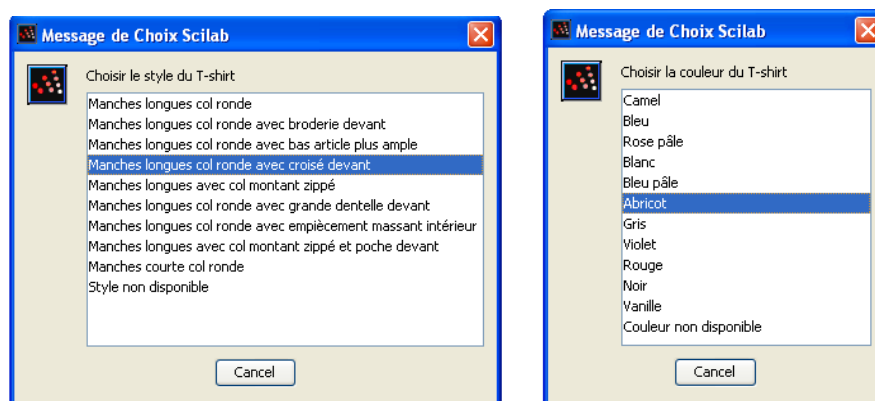 Message de Choix Scilab
Choisir le style du T-shirt
Manches longues col ronde
Manches longues col ronde avec broderie devant
Manches longues col ronde avec bas article plus ample
Manches longues col ronde avec croisé devant
Manches longues avec col montant zippé
Manches longues col ronde avec grande dentelle devant
Manches longues col ronde avec empiècement massant intérieur
Manches longues avec col montant zippé et poche devant
Manches courte col ronde
Style non disponible
Cancel
Message de Choix Scilab
Choisir la couleur du T-shirt
Camel
Bleu
Rose pâle
Blanc
Bleu pâle
Abricot
Gris
Violet
Rouge
Noir
Vanille
Couleur non disponible
Cancel